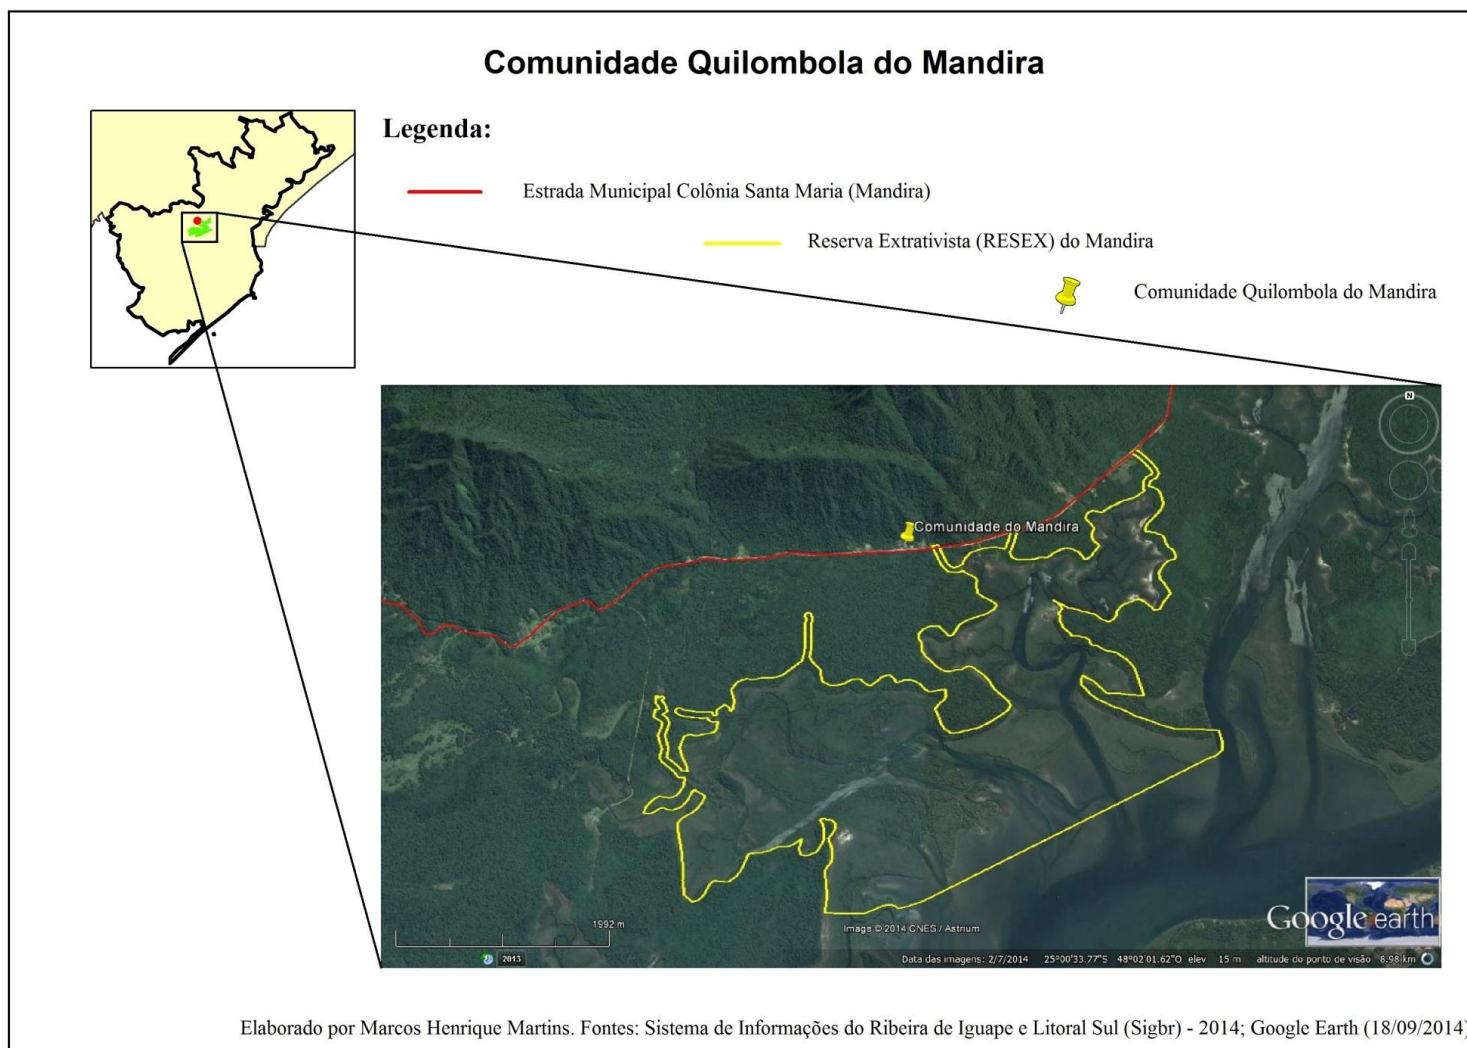 Comunidade Quilombola do Mandira
Legenda:
Estrada Municipal Colônia Santa Maria (Mandira)
Reserva Extrativista (RESEX) do Mandira
Comunidade Quilombola do Mandira
N
Comunidade do Mandira
1992 m
Image © 2014 CNES / Astrium
Google earth
2013
Data das imagens: 2/7/2014 25°00'33.77"S 48°02'01.62"O elev 15 m altitude do ponto de visão 8.98 km
Elaborado por Marcos Henrique Martins. Fontes: Sistema de Informações do Ribeira de Iguape e Litoral Sul (Sigbr) - 2014; Google Earth (18/09/2014)